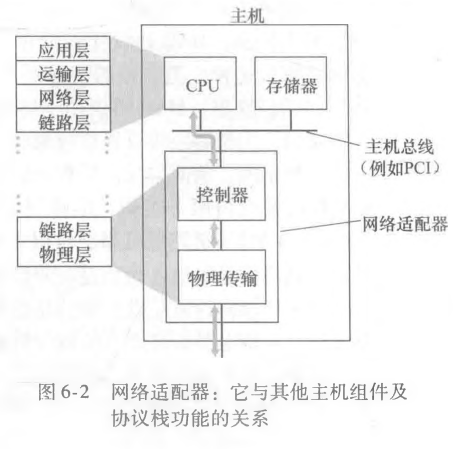 主机
应用层
运输层
网络层
链路层
CPU
存储器
主机总线
（例如PCI）
控制器
网络适配器
链路层
物理层
物理传输
图 6-2 网络适配器：它与其他主机组件及
协议栈功能的关系